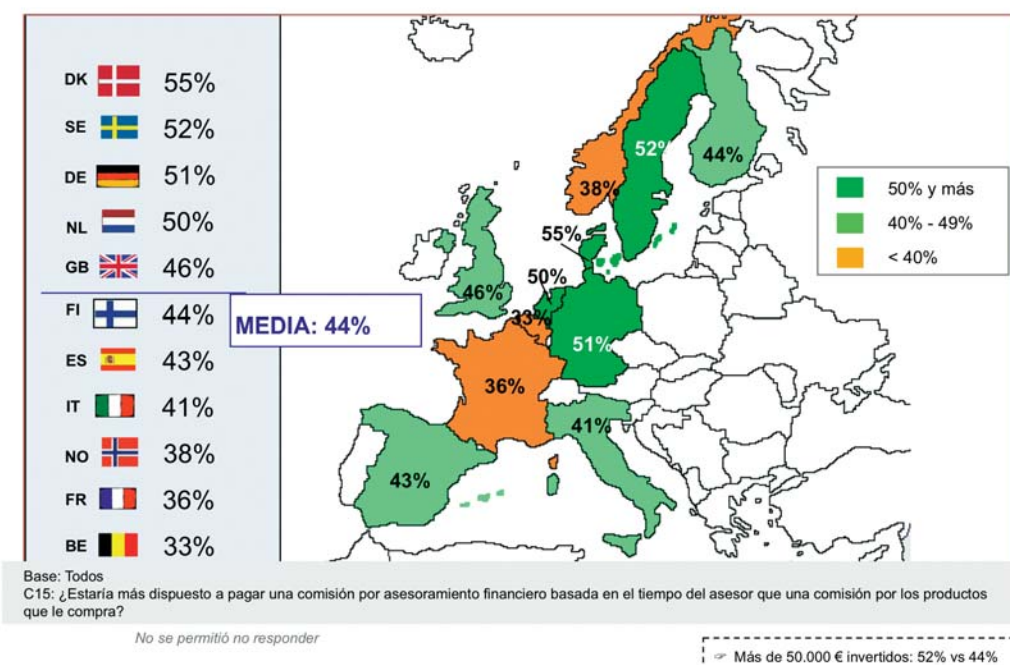 DK 55%
SE 52%
DE 51%
NL 50%
GB 46%
FI 44%
ES 43%
IT 41%
NO 38%
FR 36%
BE 33%
MEDIA: 44%
52%
44%
38%
55%
50%
46%
33%
51%
36%
41%
43%
50% y más
40% - 49%
< 40%
Base: Todos
C15: ¿Estaría más dispuesto a pagar una comisión por asesoramiento financiero basada en el tiempo del asesor que una comisión por los productos
que le compra?
No se permitió no responder
☞ Más de 50.000 € invertidos: 52% vs 44%